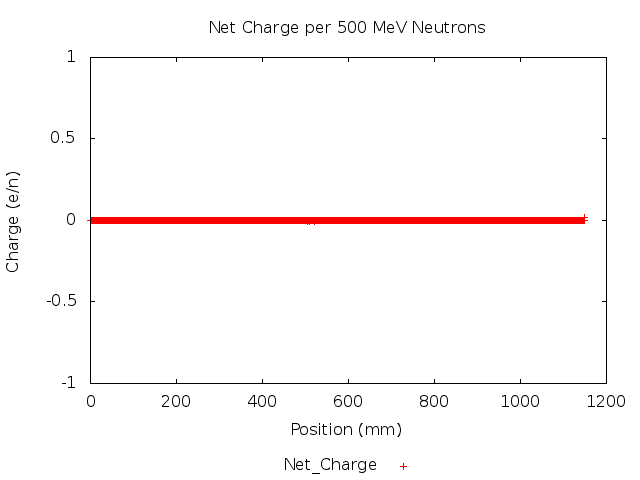 Net Charge per 500 MeV Neutrons
1
0.5
0
-0.5
-1
Charge (e/n)
0 200 400 600 800 1000 1200
Position (mm)
Net_Charge